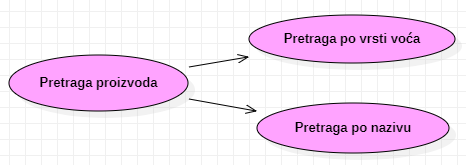 Pretraga po vrsti voća
Pretraga proizvoda
Pretraga po nazivu